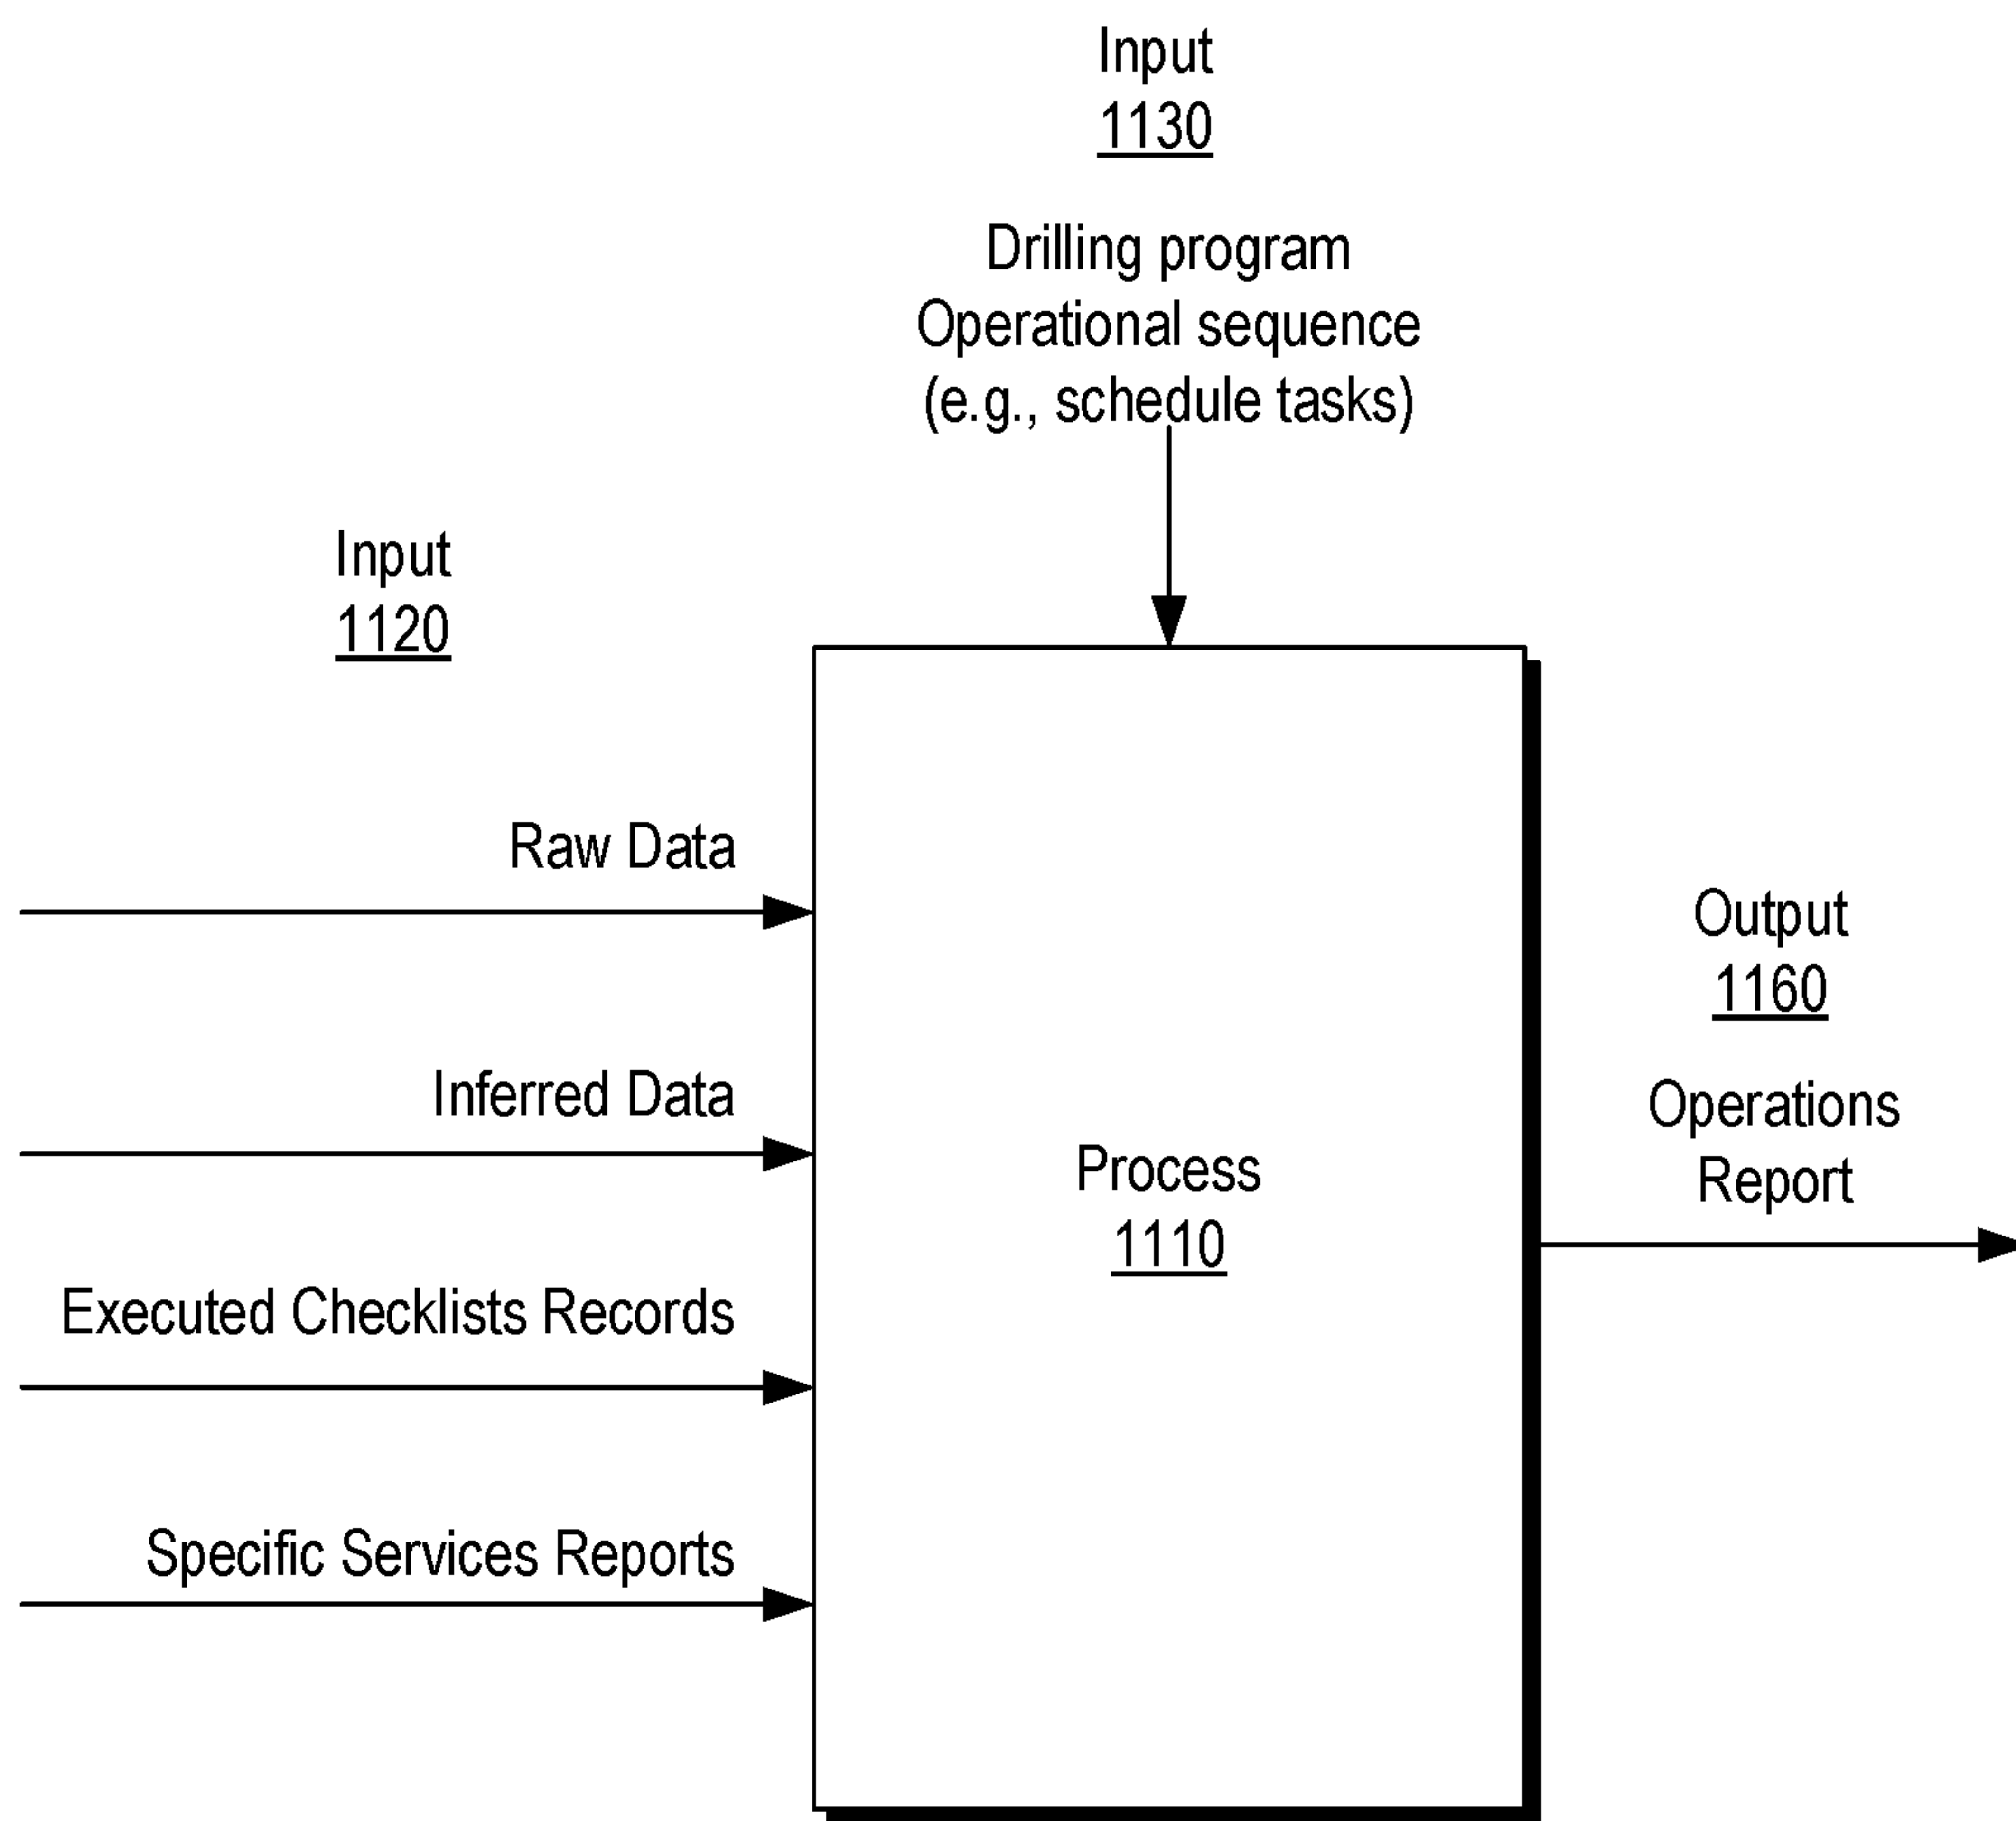 Input
1130
Drilling program
Operational sequence
(e.g., schedule tasks)
Input
1120
Raw Data
Inferred Data
Executed Checklists Records
Specific Services Reports
Process
1110
Output
1160
Operations
Report